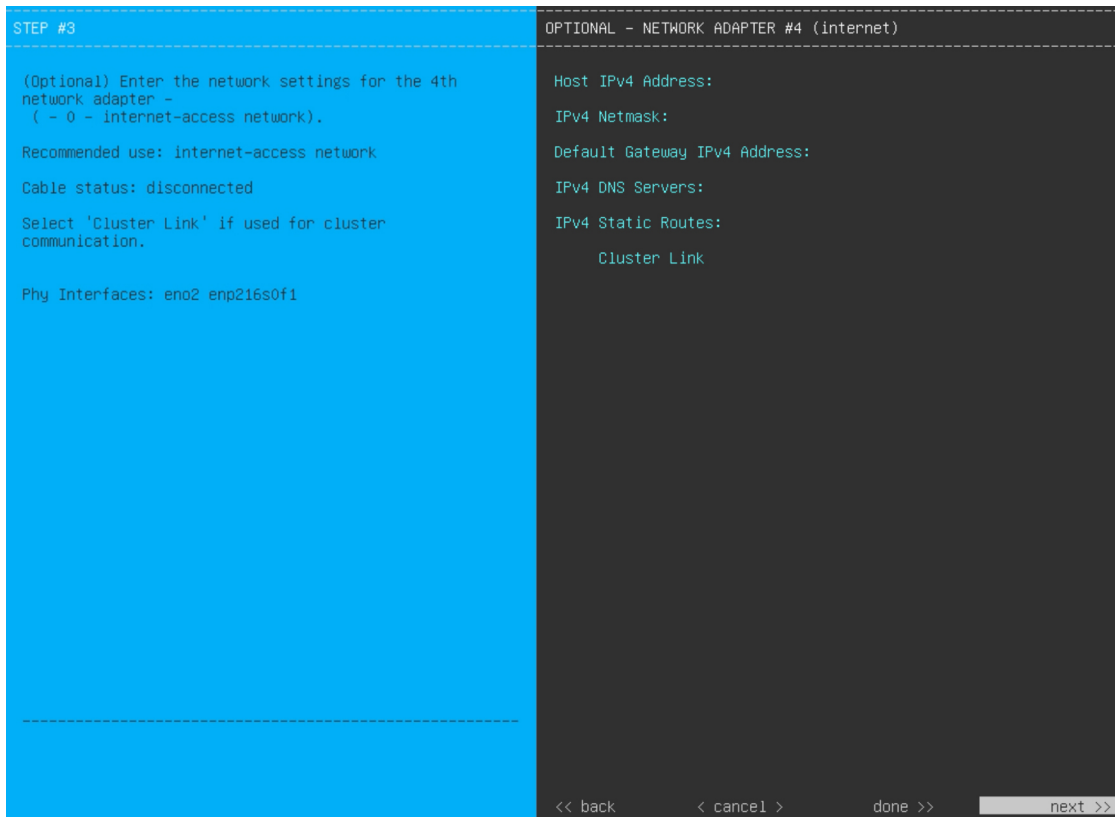 STEP #3
(Optional) Enter the network settings for the 4th
network adapter -
( - 0 - internet-access network).
Recommended use: internet-access network
Cable status: disconnected
Select 'Cluster Link' if used for cluster
communication.
Phy Interfaces: eno2 enp216s0f1
OPTIONAL - NETWORK ADAPTER #4 (internet)
Host IPv4 Address:
IPv4 Netmask:
Default Gateway IPv4 Address:
IPv4 DNS Servers:
IPv4 Static Routes:
Cluster Link
<< back < cancel > done >> next >>